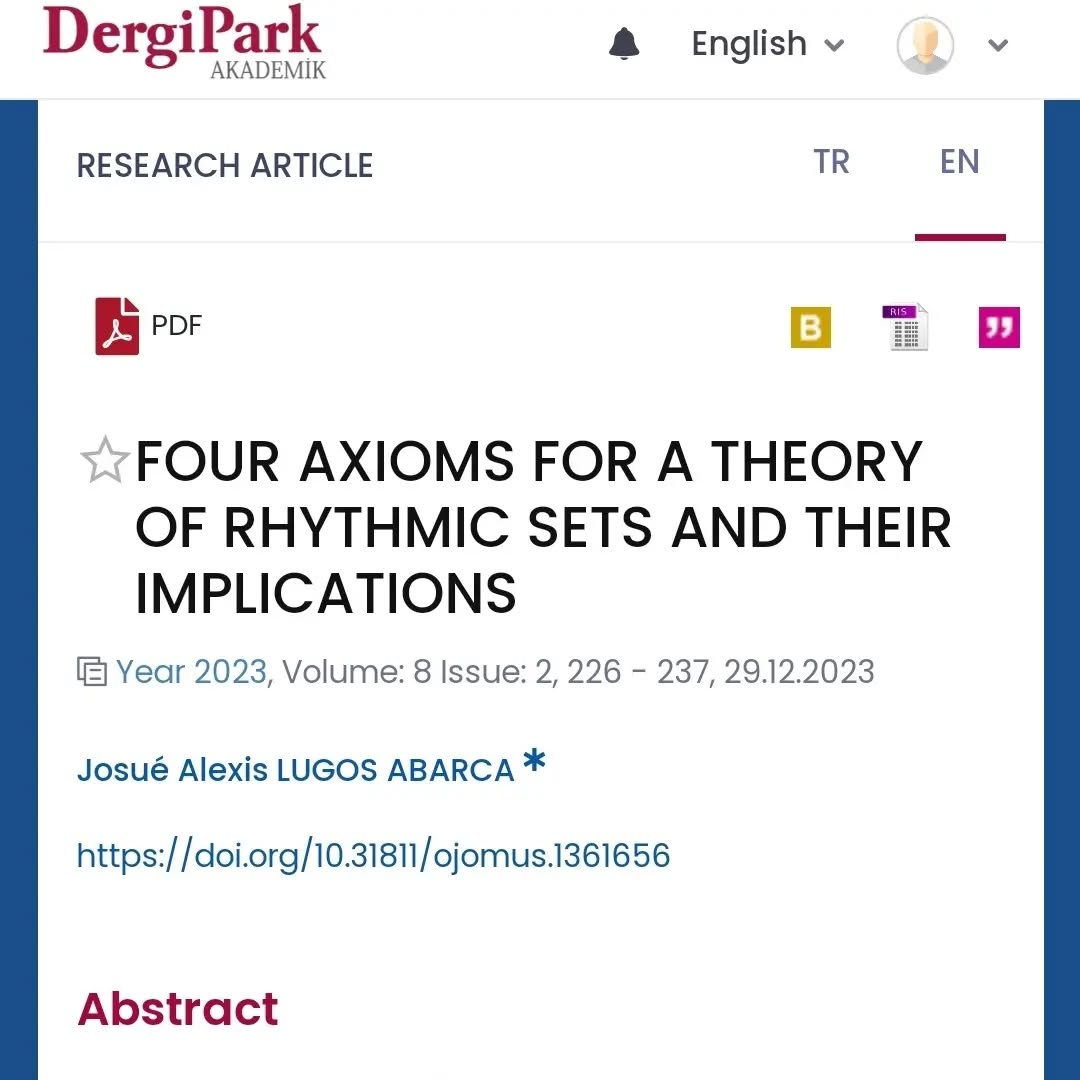 DergiPark
AKADEMİK
English
RESEARCH ARTICLE
TR
EN
PDF
B
RIS
”
FOUR AXIOMS FOR A THEORY
OF RHYTHMIC SETS AND THEIR
IMPLICATIONS
Year 2023, Volume: 8 Issue: 2, 226 - 237, 29.12.2023
Josué Alexis LUGOS ABARCA *
https://doi.org/10.31811/ojomus.1361656
Abstract